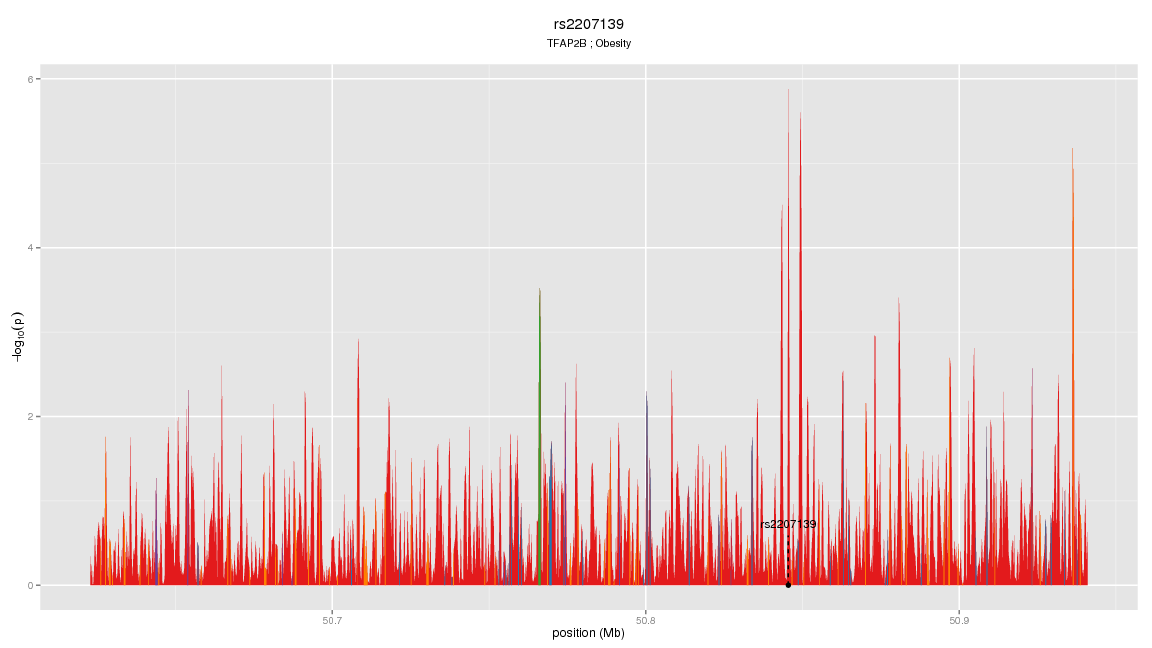 rs2207139
TFAP2B ; Obesity
6
4
2
0
−log10(p)
rs2207139
50.7
50.8
50.9
position (Mb)